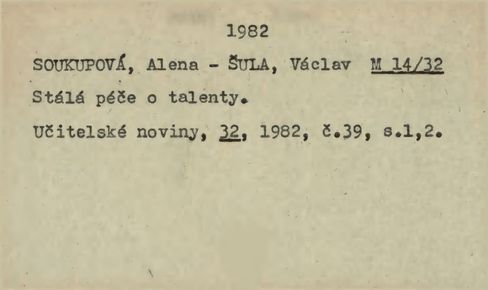 1982
SOUKUPOVÁ, Alena - ŠULA, Václav M 14/32
Stálá péče o talenty.
Učitelské noviny, 32, 1982, č.39, s.1,2.